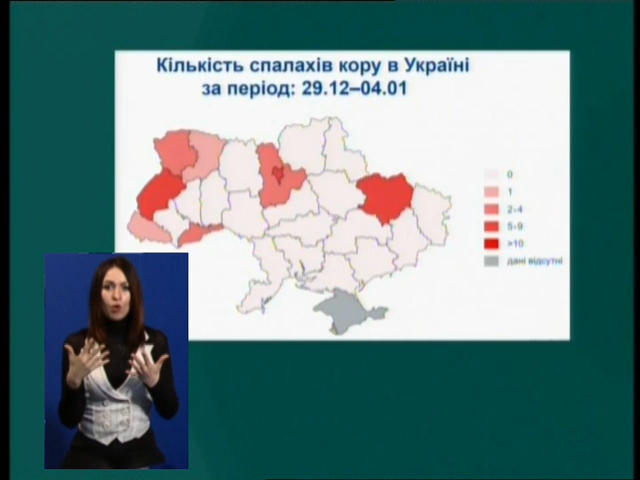 Кількість спалахів кору в Україні
за період: 29.12–04.01
0
1
2-4
5-9
>10
дані відсутні